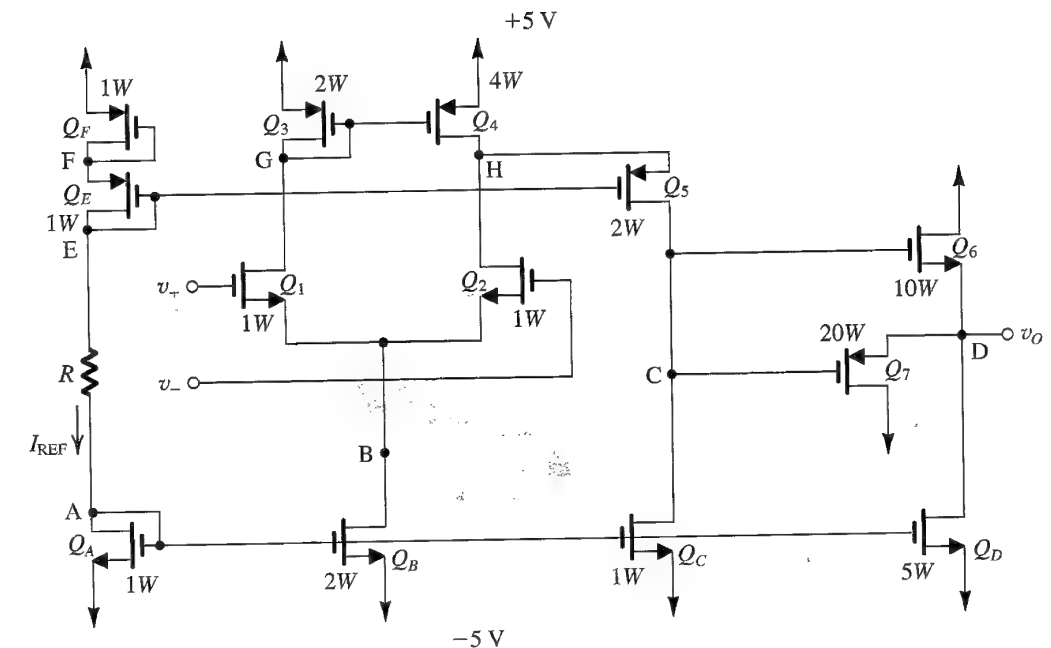 +5 V
1W
2W
4W
Q_F
Q_3
Q_4
F
G
H
Q_E
Q_5
1W
2W
E
Q_6
v_+
Q_1
Q_2
10W
1W
1W
20W
v_O
D
R
v_−
C
Q_7
I_REF
B
A
Q_A
Q_B
Q_C
Q_D
1W
2W
1W
5W
−5 V